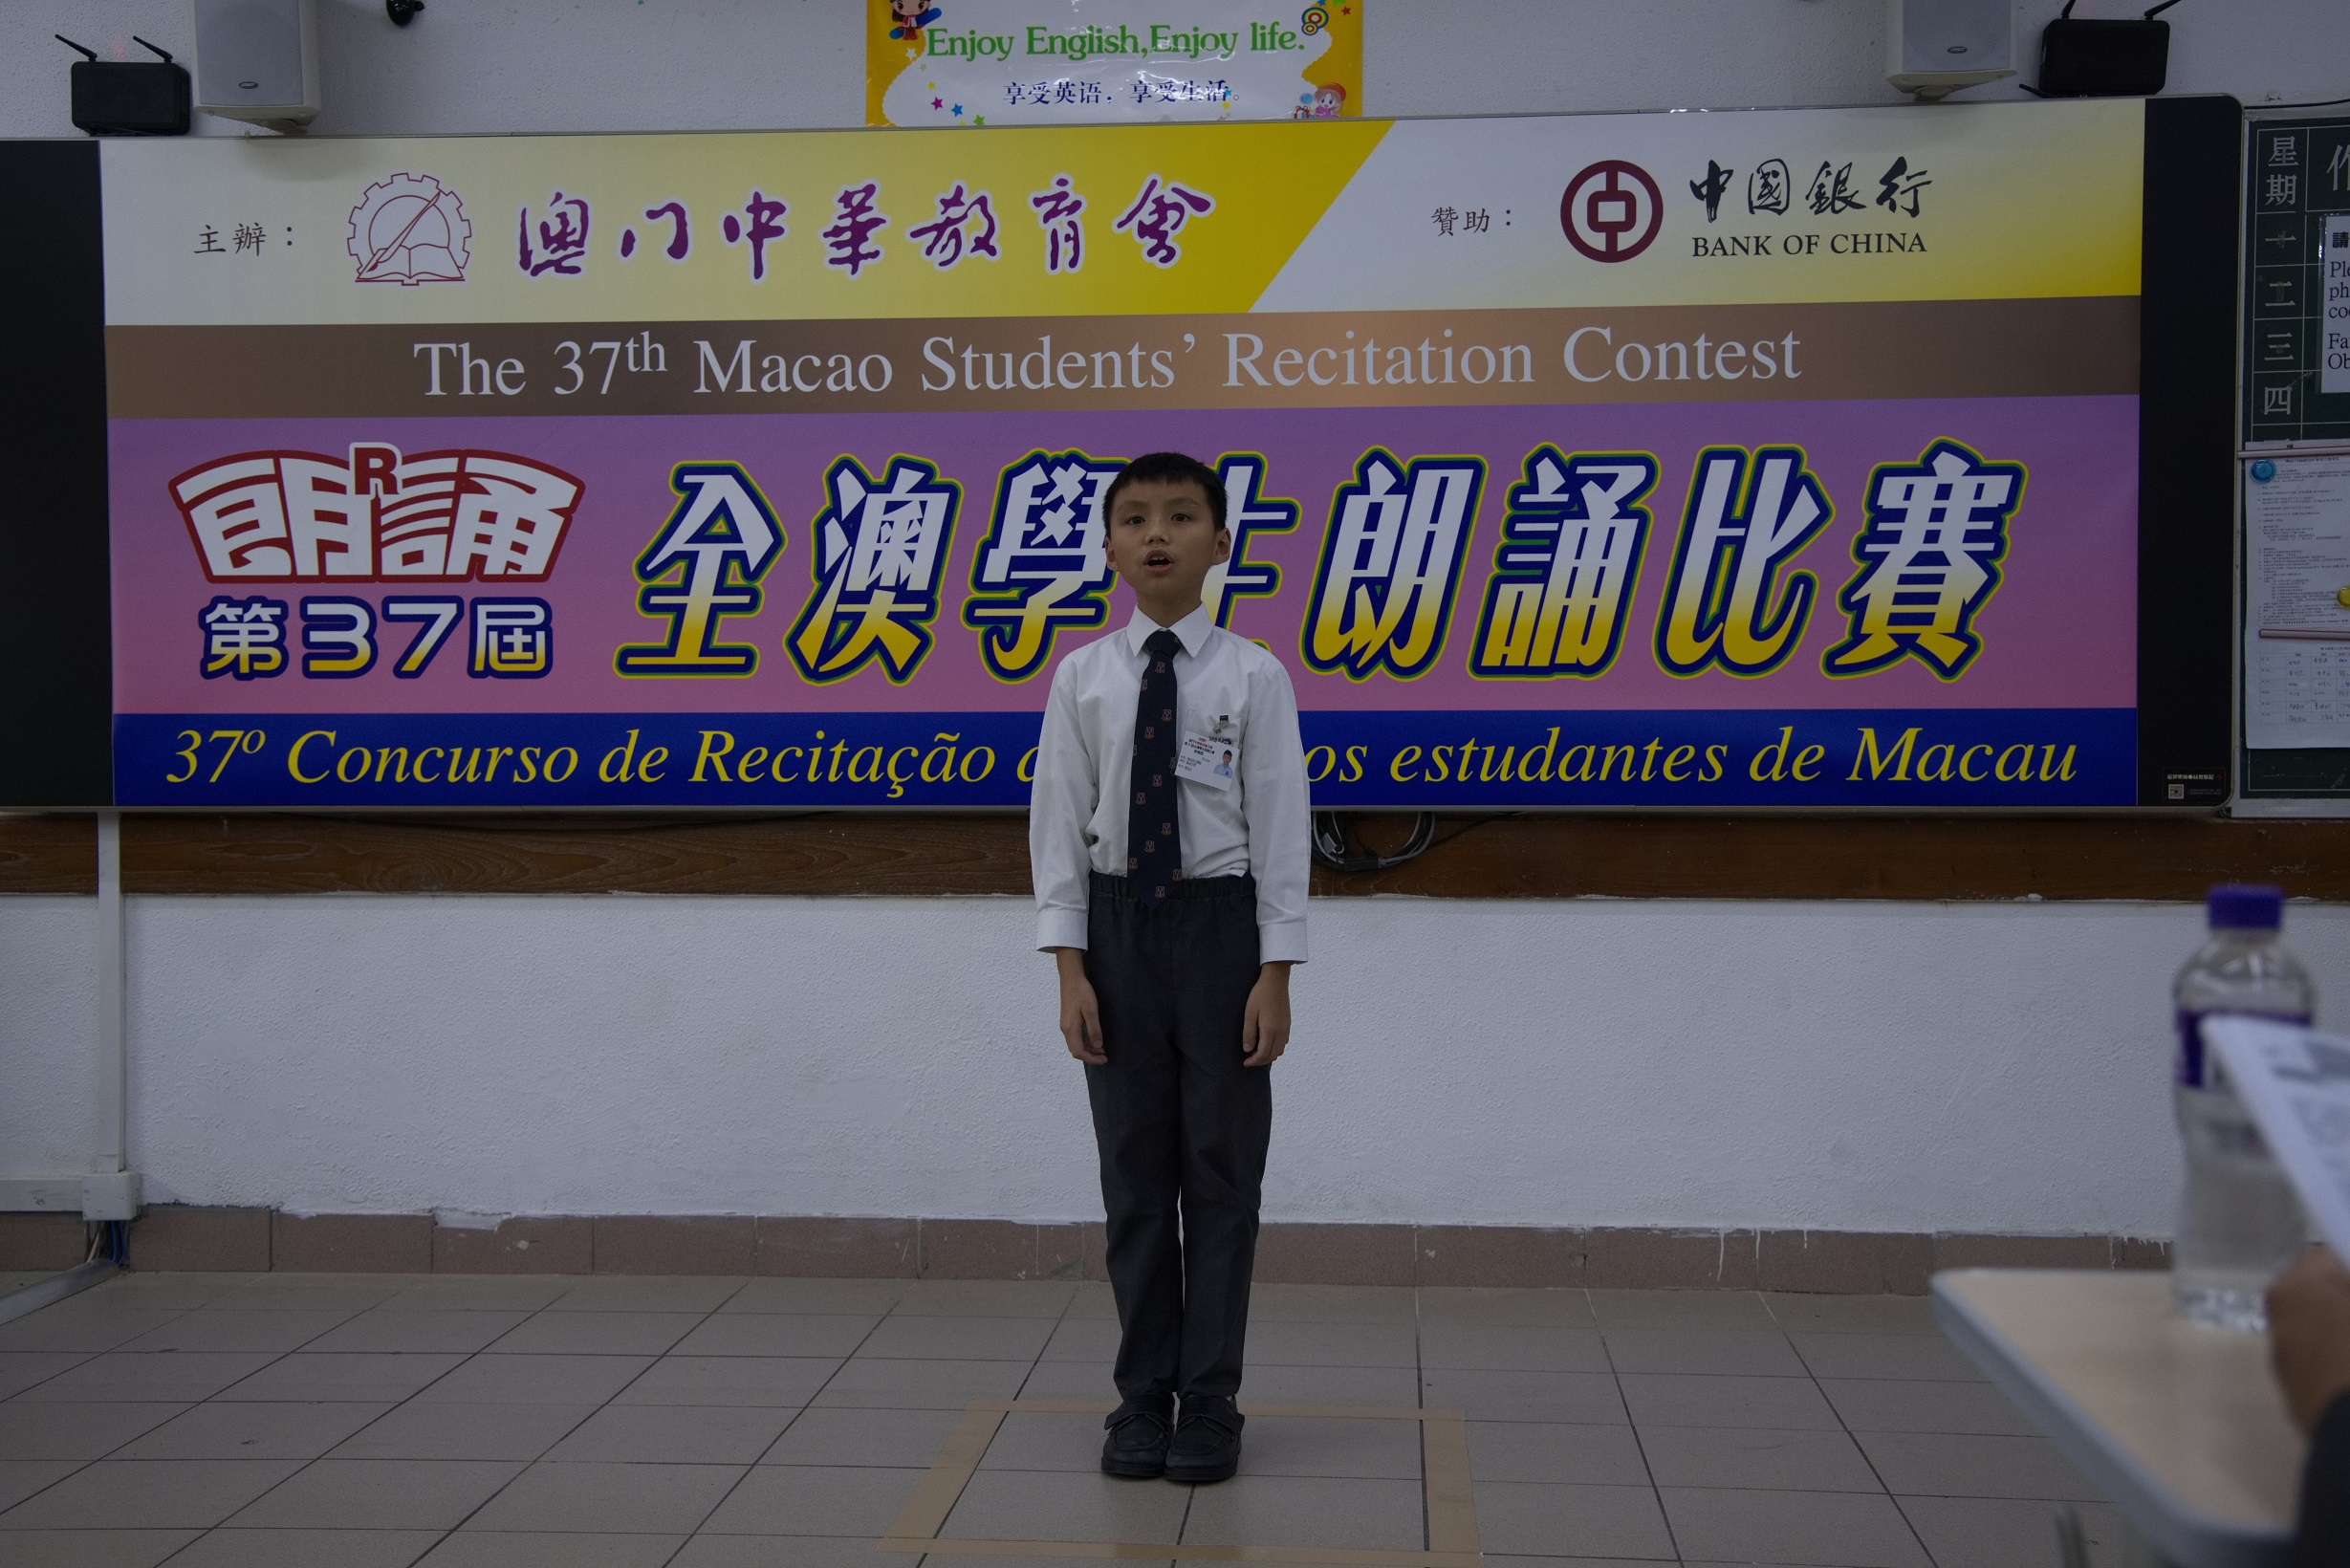 Enjoy English,Enjoy life.
享受英语，享受生活。
主辦：
澳门中華教育會
贊助：
中國銀行
BANK OF CHINA
The 37th Macao Students' Recitation Contest
朗誦
R
第37屆
全澳學生朗誦比賽
37º Concurso de Recitação
os estudantes de Macau
星期
一
二
三
四